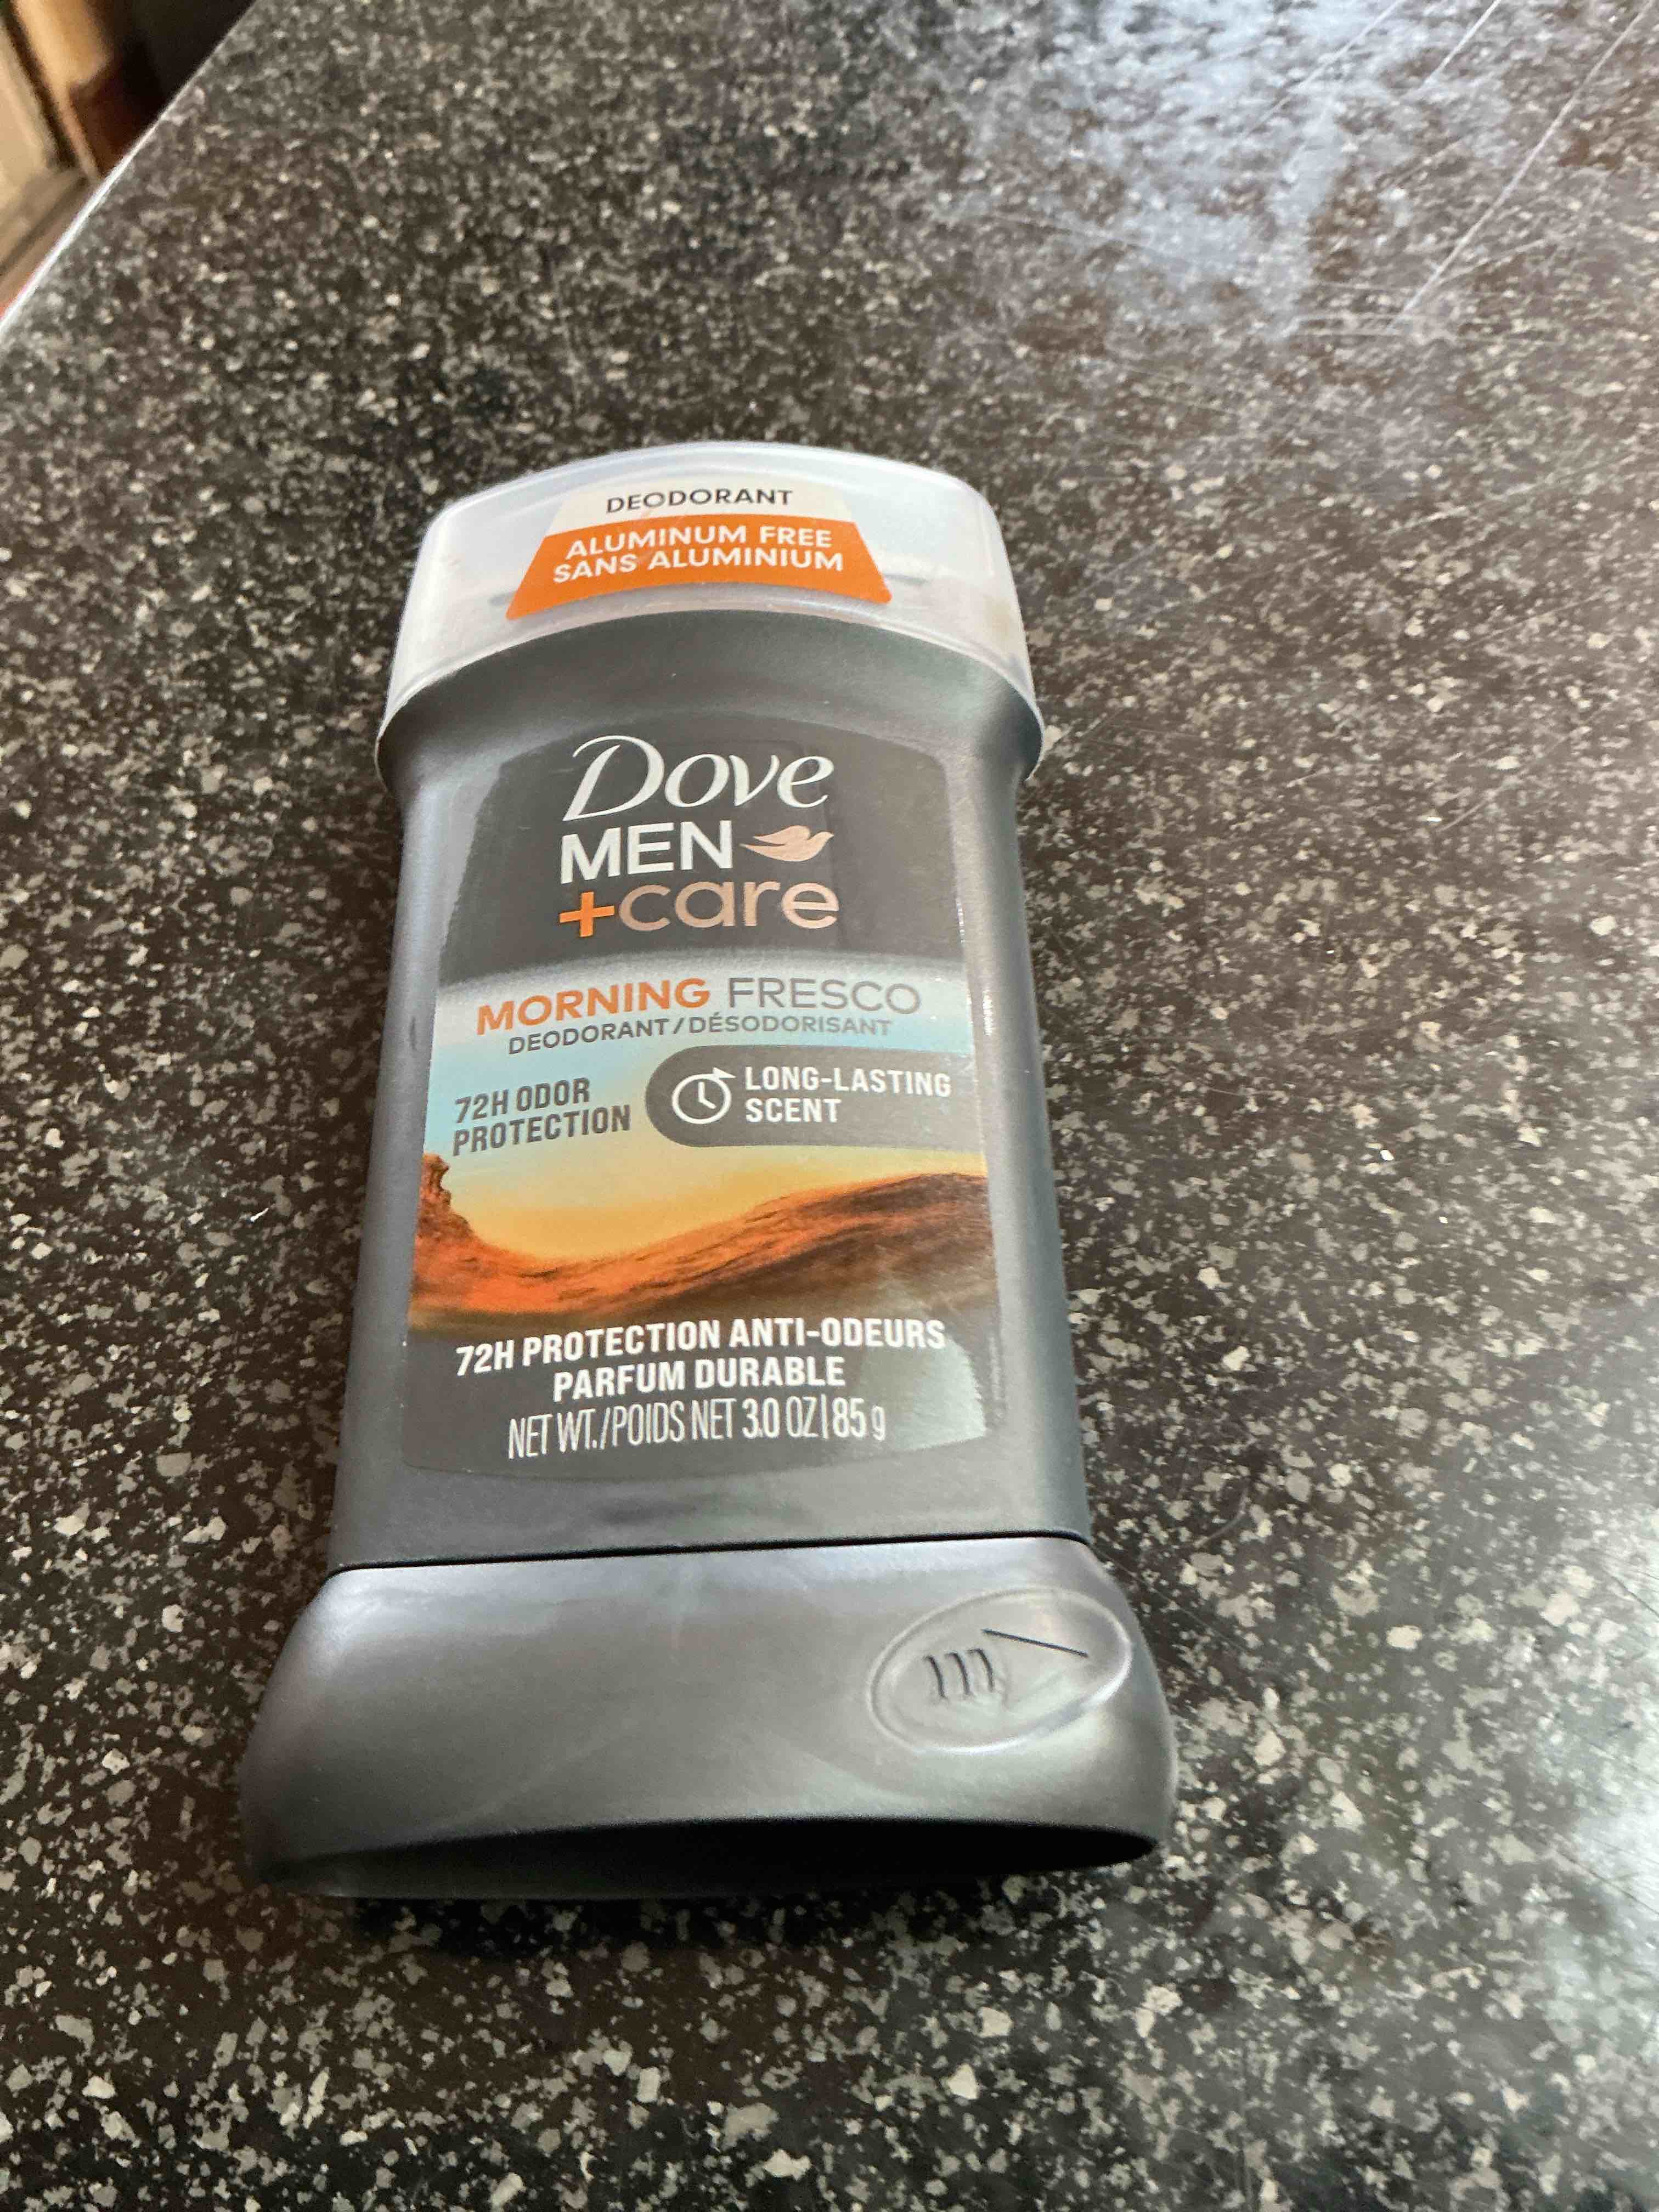 DEODORANT
ALUMINUM FREE
SANS ALUMINIUM
Dove
MEN
+care
MORNING FRESCO
DEODORANT/DÉSODORISANT
72H ODOR
PROTECTION
LONG-LASTING
SCENT
72H PROTECTION ANTI-ODEURS
PARFUM DURABLE
NET WT./POIDS NET 3.0 OZ|85 g